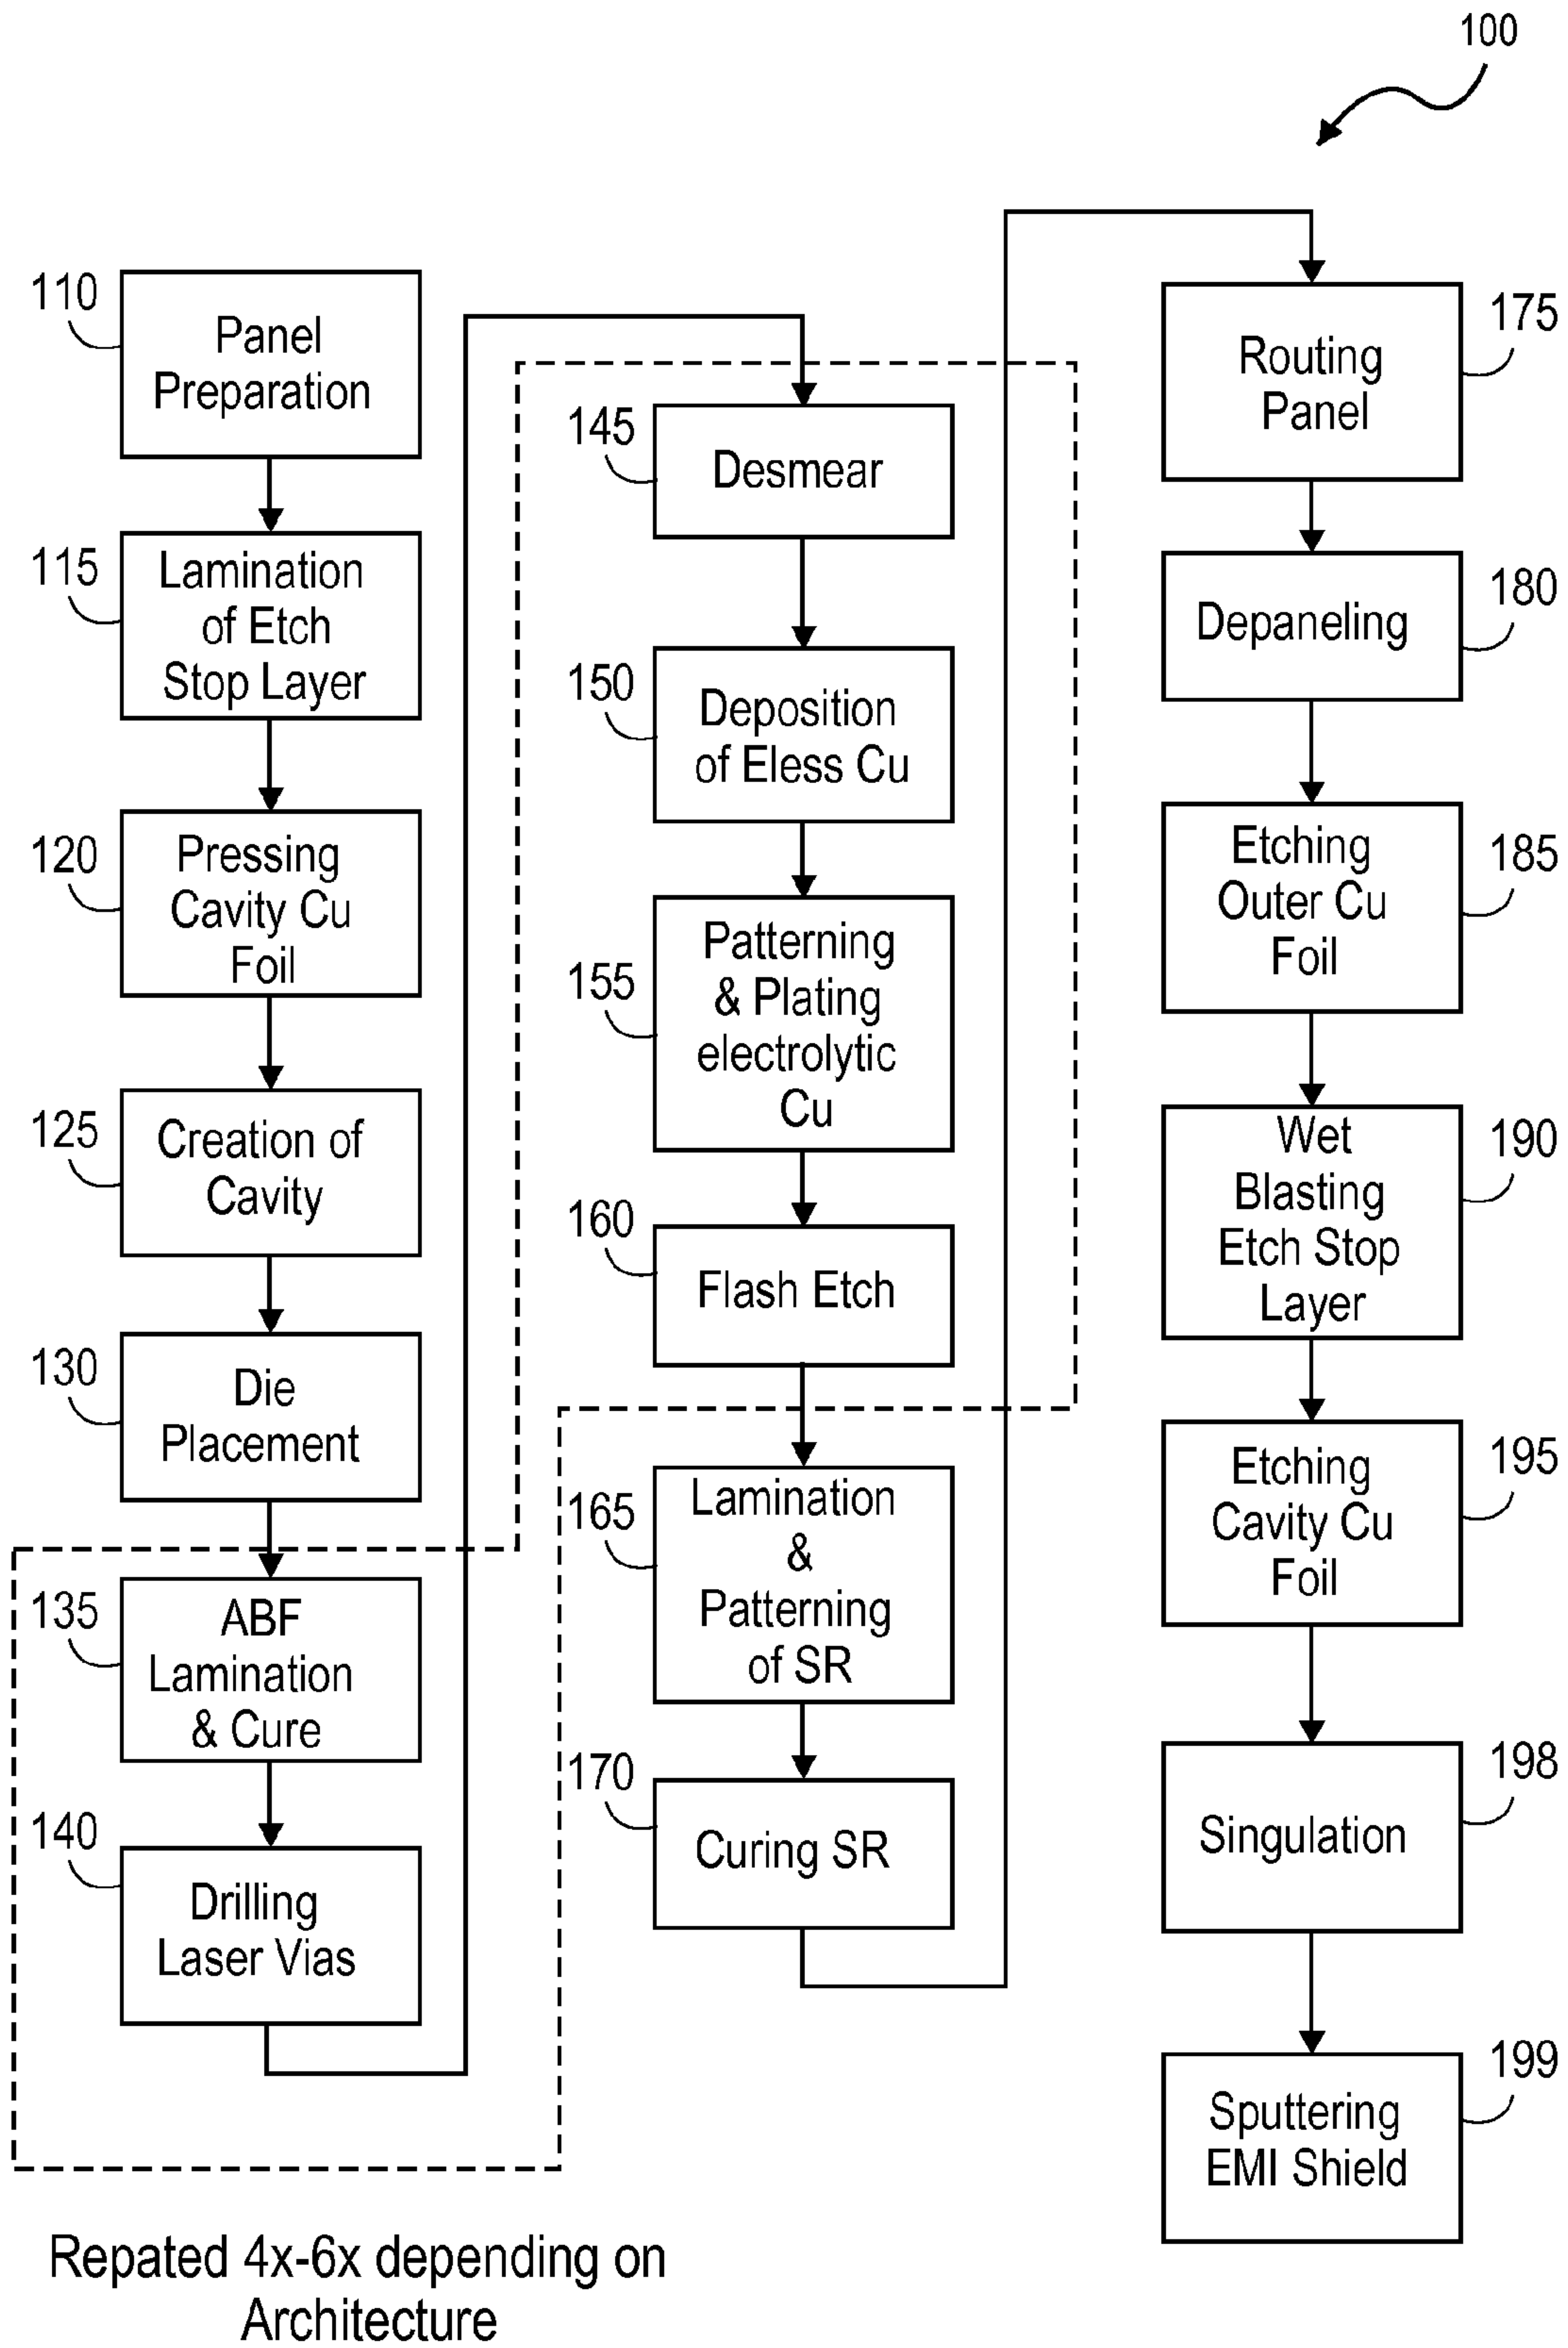 100
110
Panel
Preparation
115
Lamination
of Etch
Stop Layer
120
Pressing
Cavity Cu
Foil
125
Creation of
Cavity
130
Die
Placement
135
ABF
Lamination
& Cure
140
Drilling
Laser Vias
145
Desmear
150
Deposition
of Eless Cu
155
Patterning
& Plating
electrolytic
Cu
160
Flash Etch
165
Lamination
&
Patterning
of SR
170
Curing SR
175
Routing
Panel
180
Depaneling
185
Etching
Outer Cu
Foil
190
Wet
Blasting
Etch Stop
Layer
195
Etching
Cavity Cu
Foil
198
Singulation
199
Sputtering
EMI Shield
Repated 4x-6x depending on
Architecture